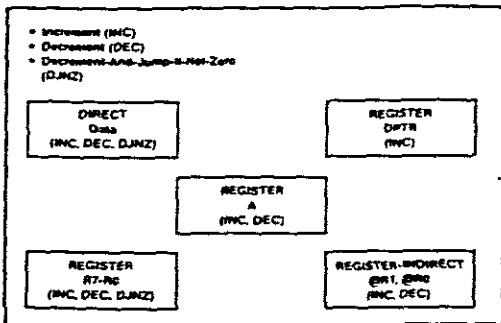 • Increment (INC)
• Decrement (DEC)
• Decrement-And-Jump-If-Not-Zero
(DJNZ)
DIRECT
Data
(INC, DEC, DJNZ)
REGISTER
DPTR
(INC)
REGISTER
A
(INC, DEC)
REGISTER
R7-R0
(INC, DEC, DJNZ)
REGISTER-INDIRECT
@R1, @R0
(INC, DEC)